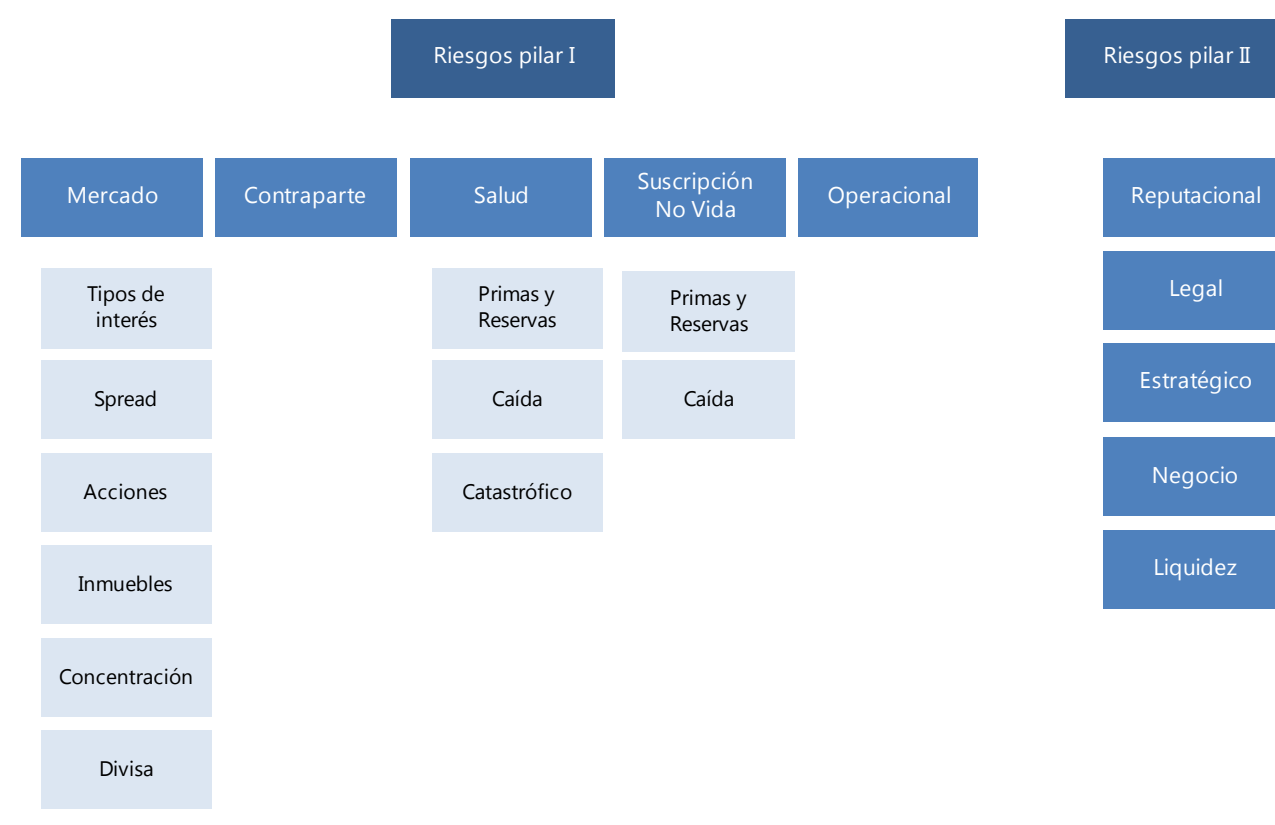 Riesgos pilar I
Riesgos pilar II
Mercado
Contraparte
Salud
Suscripción
No Vida
Operacional
Reputacional
Tipos de
interés
Spread
Acciones
Inmuebles
Concentración
Divisa
Primas y
Reservas
Caída
Catastrófico
Primas y
Reservas
Caída
Legal
Estratégico
Negocio
Liquidez